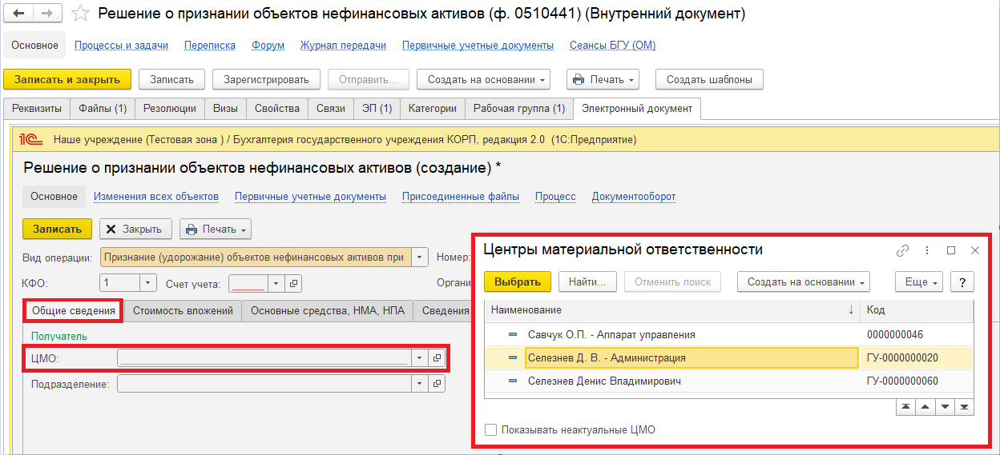 Решение о признании объектов нефинансовых активов (ф. 0510441) (Внутренний документ)
Основное Процессы и задачи Переписка Форум Журнал передачи Первичные учетные документы Сеансы БГУ (ОМ)
Записать и закрыть Записать Зарегистрировать Отправить... Создать на основании Печать Создать шаблоны
Реквизиты Файлы (1) Резолюции Визы Свойства Связи ЭП (1) Категории Рабочая группа (1) Электронный документ
1С Наше учреждение (Тестовая зона ) / Бухгалтерия государственного учреждения КОРП, редакция 2.0 (1С:Предприятие)
Решение о признании объектов нефинансовых активов (создание) *
Основное Изменения всех объектов Первичные учетные документы Присоединенные файлы Процесс Документооборот
Записать Закрыть Печать
Вид операции: Признание (удорожание) объектов нефинансовых активов при Номер:
КФО: 1 Счет учета: Органи
Общие сведения Стоимость вложений Основные средства, НМА, НПА Сведения
Получатель
ЦМО:
Подразделение:
Центры материальной ответственности
Выбрать Найти... Отменить поиск Создать на основании Еще ?
Наименование ↓ Код
Савчук О.П. - Аппарат управления 0000000046
Селезнев Д. В. - Администрация ГУ-0000000020
Селезнев Денис Владимирович ГУ-0000000060
Показывать неактуальные ЦМО